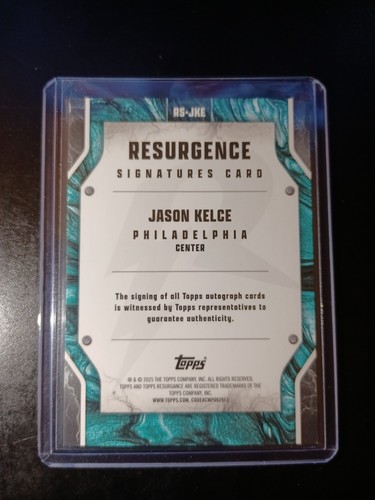 RS-JKE
RESURGENCE
SIGNATURES CARD
JASON KELCE
PHILADELPHIA
CENTER
The signing of all Topps autograph cards
is witnessed by Topps representatives to
guarantee authenticity.
topps
® & © 2025 THE TOPPS COMPANY, INC. ALL RIGHTS RESERVED.
TOPPS AND TOPPS RESURGENCE ARE REGISTERED TRADEMARKS OF THE
TOPPS COMPANY, INC.
WWW.TOPPS.COM.